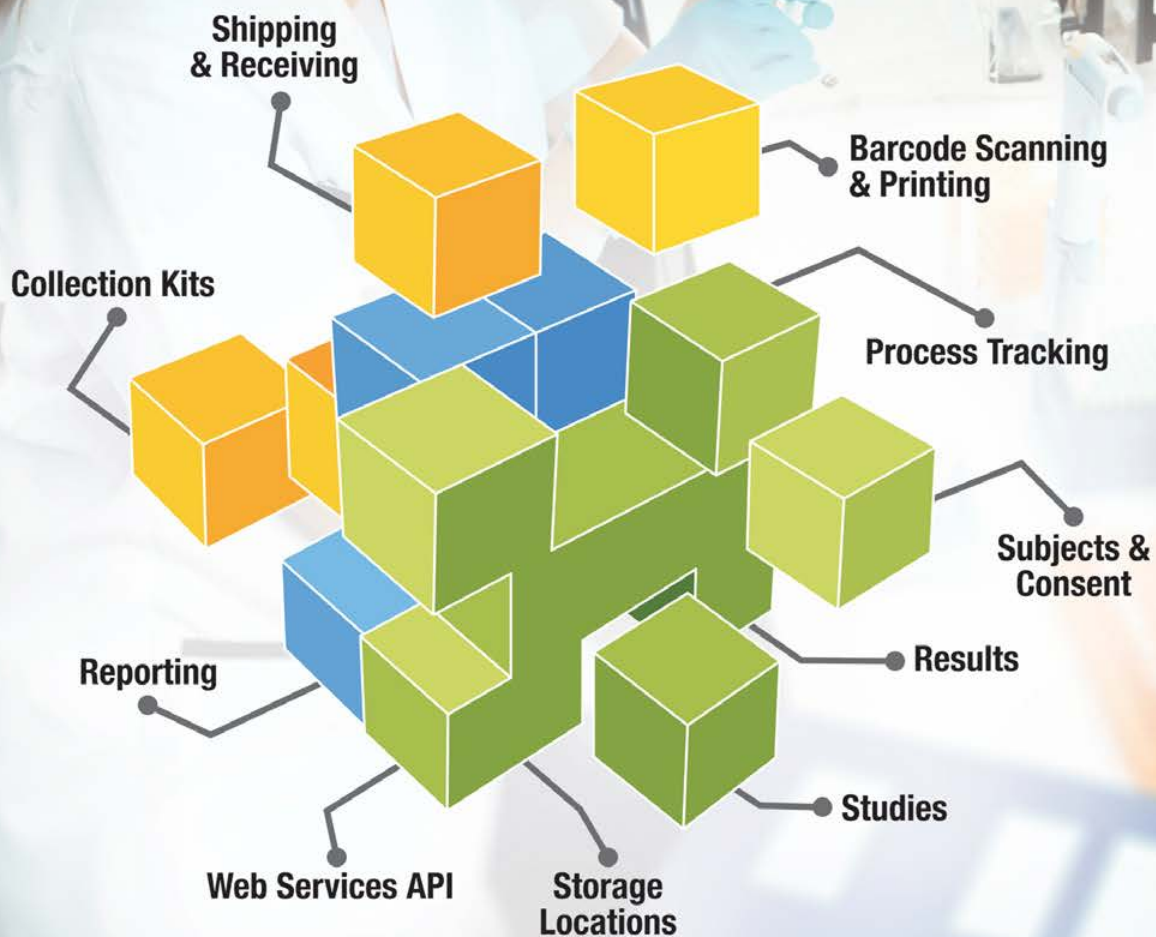 Shipping
& Receiving
Barcode Scanning
& Printing
Collection Kits
Process Tracking
Subjects &
Consent
Results
Reporting
Studies
Web Services API
Storage
Locations